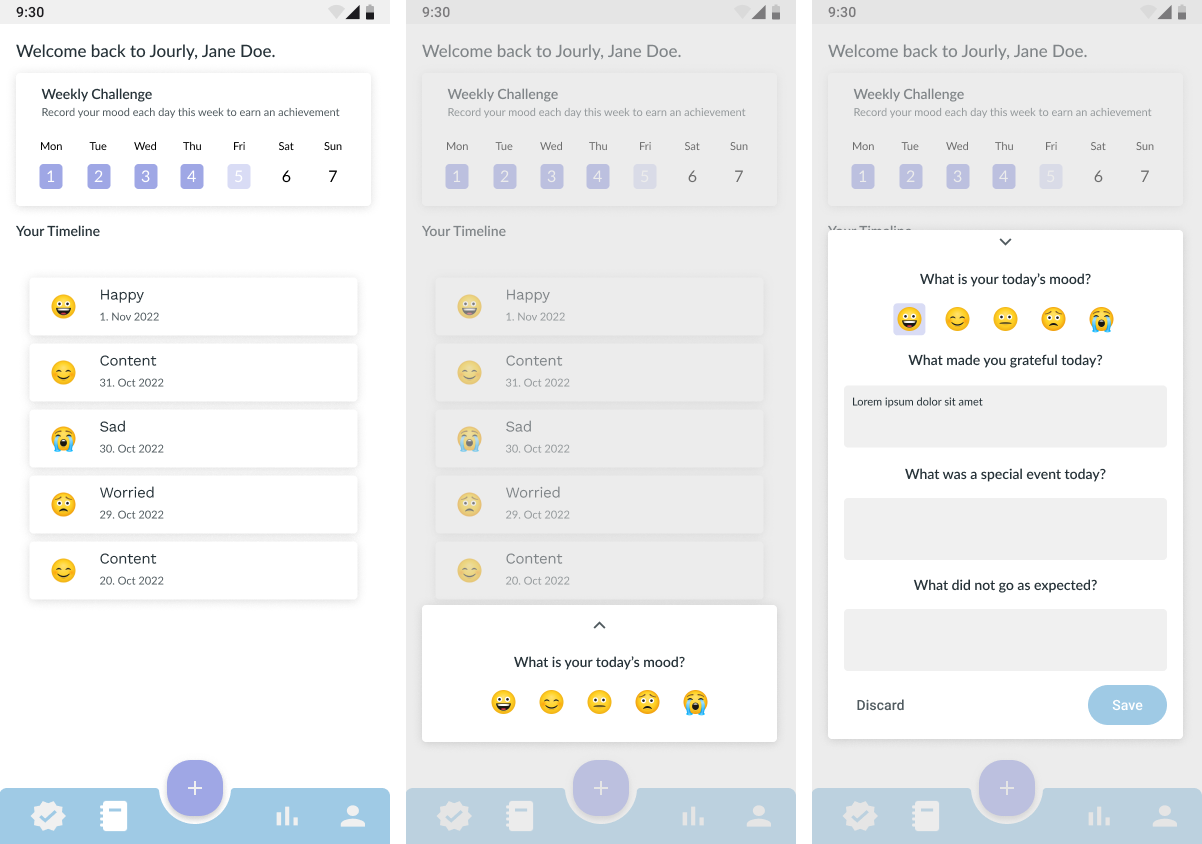 9:30
Welcome back to Jourly, Jane Doe.
Weekly Challenge
Record your mood each day this week to earn an achievement
Mon Tue Wed Thu Fri Sat Sun
1 2 3 4 5 6 7
Your Timeline
Happy
1. Nov 2022
Content
31. Oct 2022
Sad
30. Oct 2022
Worried
29. Oct 2022
Content
20. Oct 2022
9:30
Welcome back to Jourly, Jane Doe.
Weekly Challenge
Record your mood each day this week to earn an achievement
Mon Tue Wed Thu Fri Sat Sun
1 2 3 4 5 6 7
Your Timeline
Happy
1. Nov 2022
Content
31. Oct 2022
Sad
30. Oct 2022
Worried
29. Oct 2022
Content
20. Oct 2022
What is your today's mood?
9:30
Welcome back to Jourly, Jane Doe.
Weekly Challenge
Record your mood each day this week to earn an achievement
Mon Tue Wed Thu Fri Sat Sun
1 2 3 4 5 6 7
Your Timeline
What is your today's mood?
What made you grateful today?
Lorem ipsum dolor sit amet
What was a special event today?
What did not go as expected?
Discard Save